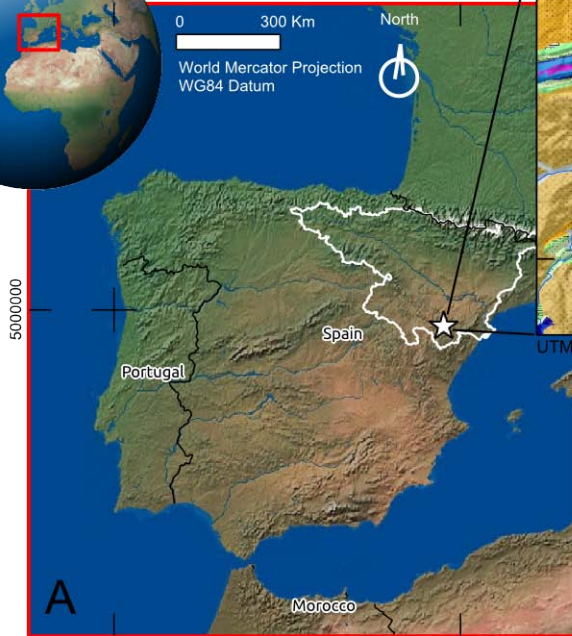 0 300 Km
North
World Mercator Projection
WG84 Datum
5000000
Spain
UTM
Portugal
A
Morocco